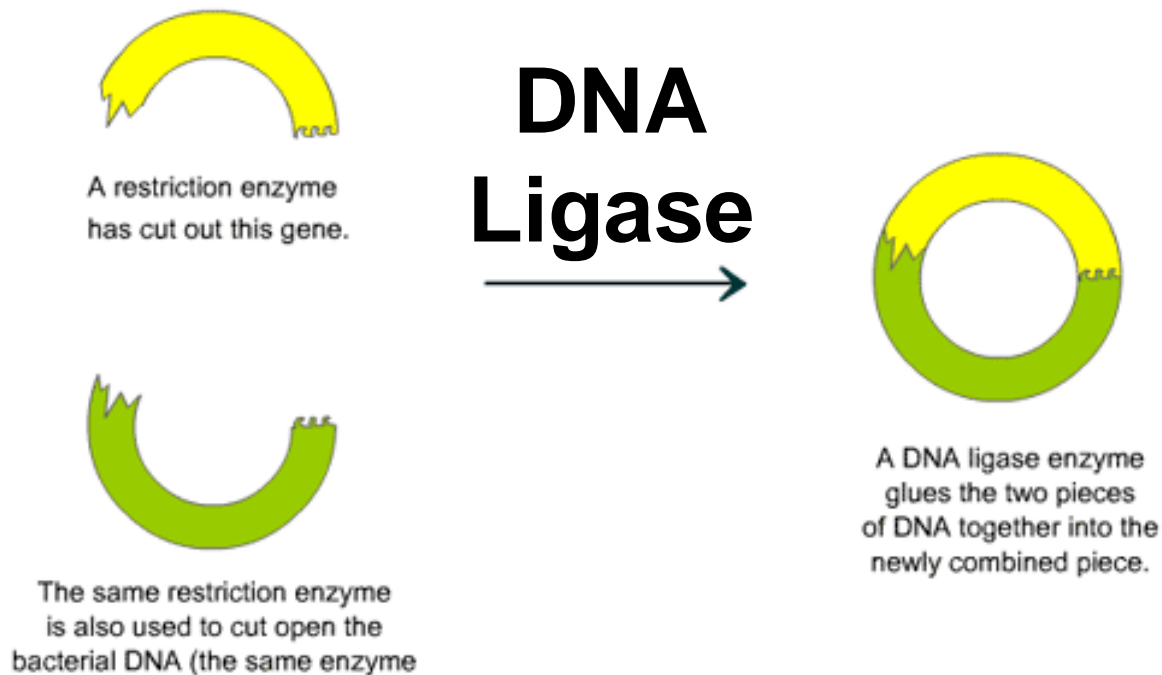 A restriction enzyme
has cut out this gene.
DNA
Ligase
The same restriction enzyme
is also used to cut open the
bacterial DNA (the same enzyme
A DNA ligase enzyme
glues the two pieces
of DNA together into the
newly combined piece.